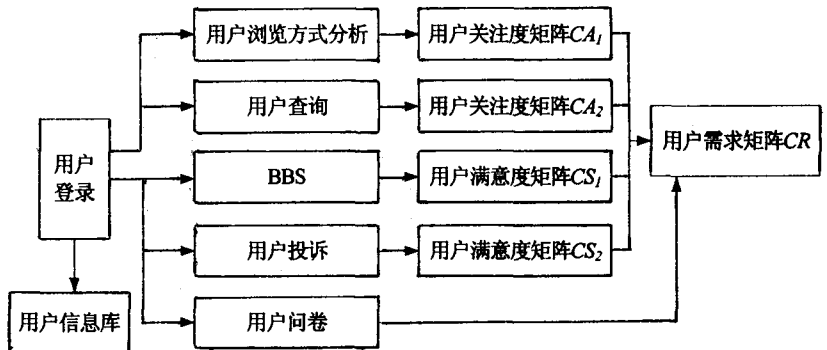 用户浏览方式分析
用户关注度矩阵CA₁
用户查询
用户关注度矩阵CA₂
用户
登录
用户需求矩阵CR
BBS
用户满意度矩阵CS₁
用户投诉
用户满意度矩阵CS₂
用户信息库
用户问卷